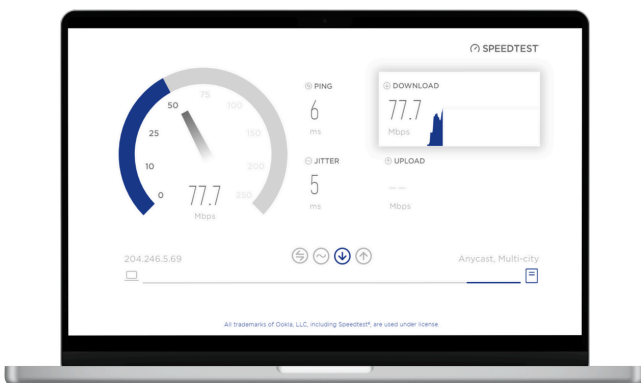 SPEEDTEST
PING
6
ms
DOWNLOAD
77.7
Mbps
JITTER
5
ms
UPLOAD
--
Mbps
0
10
25
50
75
100
150
200
250
77.7
Mbps
204.246.5.69
Anycast, Multi-city
All trademarks of Ookla, LLC, including Speedtest®, are used under license.